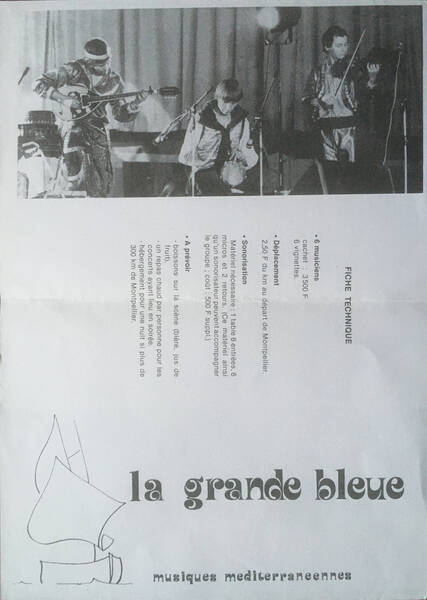 FICHE TECHNIQUE
• 6 musiciens
cachet : 3 500 F
6 vignettes.
• Déplacement
2,50 F du km au départ de Montpellier.
• Sonorisation
Matériel nécessaire : 1 table 6 entrées, 6
micros et 2 retours. (Ce matériel ainsi
qu'un sonorisateur peuvent accompagner
le groupe ; coût : 500 F suppl.)
• A prévoir
- boissons sur la scène (bière, jus de
fruit).
- un repas chaud par personne pour les
concerts ayant lieu en soirée.
- hébergement pour une nuit si plus de
300 km de Montpellier.
la grande bleue
musiques mediterraneennes